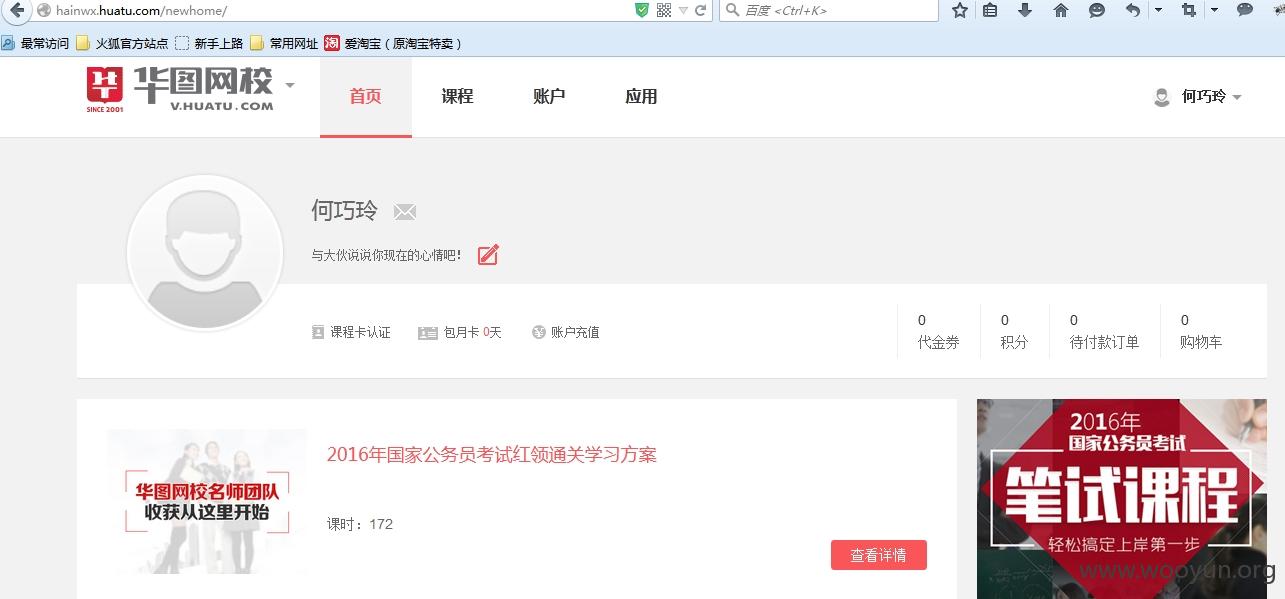 hainwx.huatu.com/newhome/
百度 <Ctrl+K>
最常访问 火狐官方站点 新手上路 常用网址 淘 爱淘宝（原淘宝特卖）
华图网校
SINCE 2001 V.HUATU.COM
首页 课程 账户 应用 何巧玲
何巧玲
与大伙说说你现在的心情吧！
课程卡认证 包月卡 0天 账户充值
0 0 0 0
代金券 积分 待付款订单 购物车
华图网校名师团队
收获从这里开始
2016年国家公务员考试红领通关学习方案
课时：172
查看详情
2016年
国家公务员考试
笔试课程
轻松搞定上岸第一步
www.wooyun.org